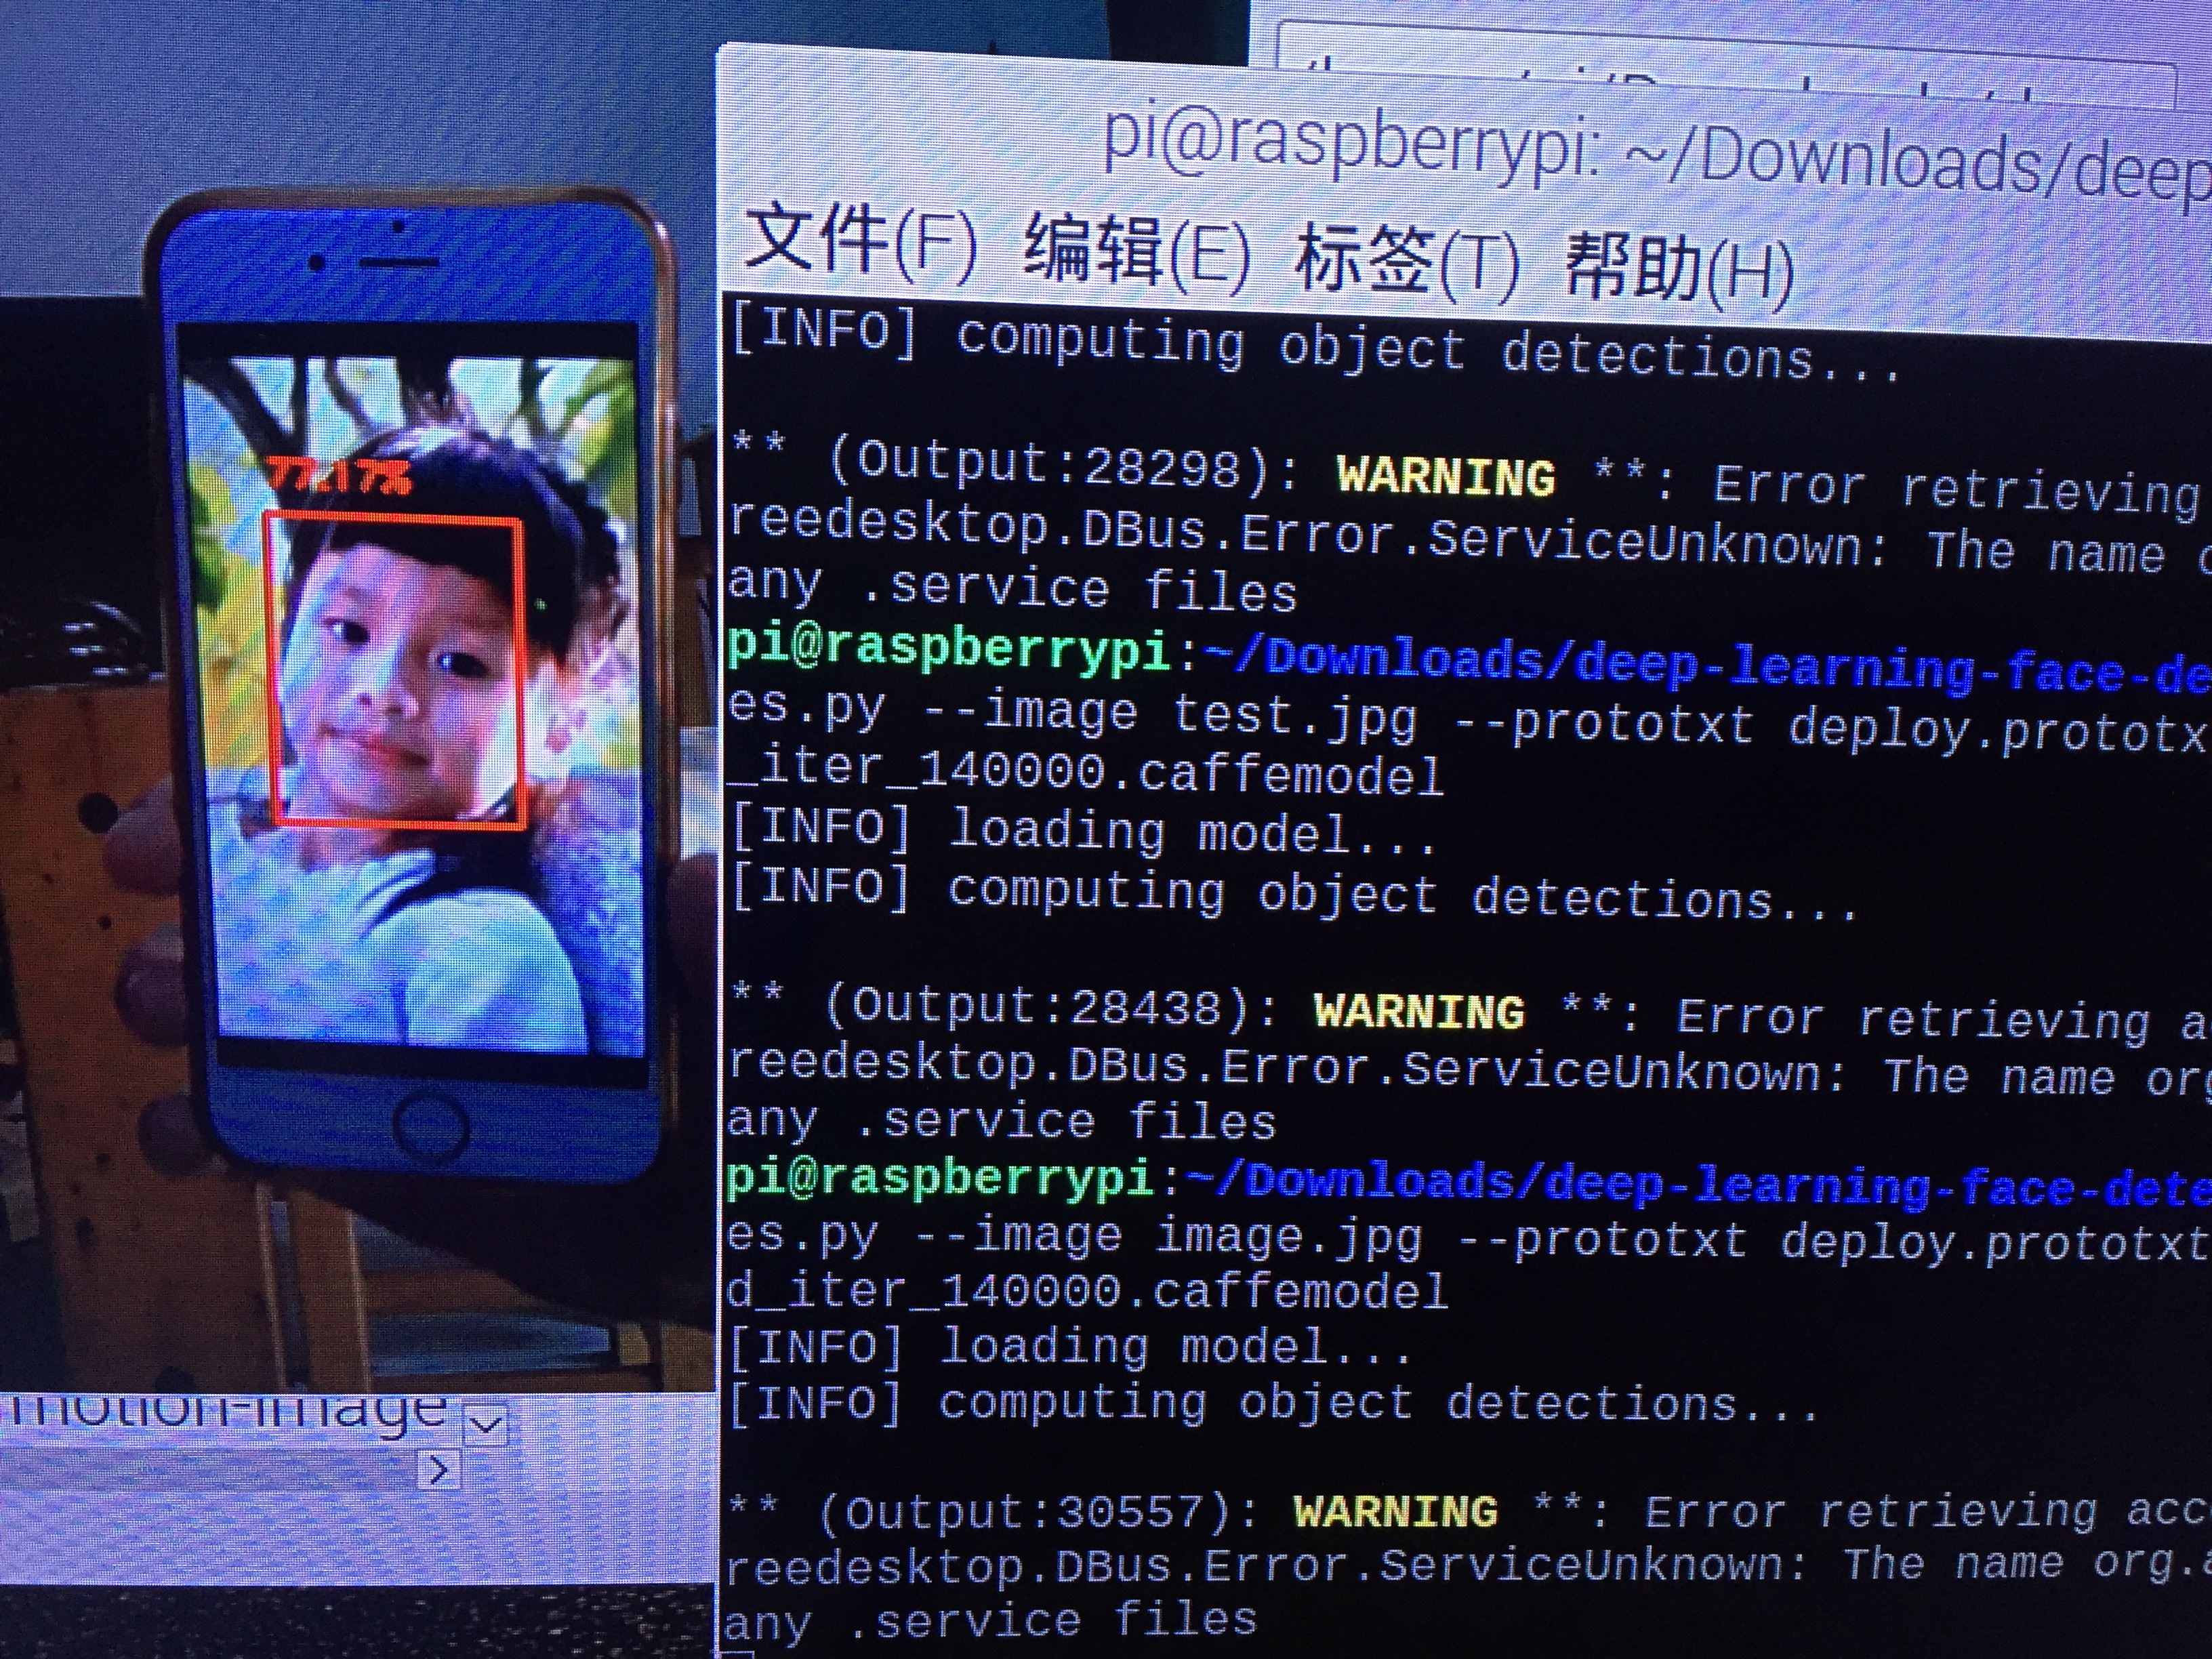 pi@raspberrypi: ~/Downloads/deep
文件(F) 编辑(E) 标签(T) 帮助(H)
[INFO] computing object detections...
** (Output:28298): WARNING **: Error retrieving
reedesktop.DBus.Error.ServiceUnknown: The name
any .service files
pi@raspberrypi:~/Downloads/deep-learning-face-de
es.py --image test.jpg --prototxt deploy.prototx
_iter_140000.caffemodel
[INFO] loading model...
[INFO] computing object detections...
** (Output:28438): WARNING **: Error retrieving a
reedesktop.DBus.Error.ServiceUnknown: The name org
any .service files
pi@raspberrypi:~/Downloads/deep-learning-face-dete
es.py --image image.jpg --prototxt deploy.prototxt
d_iter_140000.caffemodel
[INFO] loading model...
[INFO] computing object detections...
** (Output:30557): WARNING **: Error retrieving acc
reedesktop.DBus.Error.ServiceUnknown: The name org.a
any .service files
77.17%
motion-image